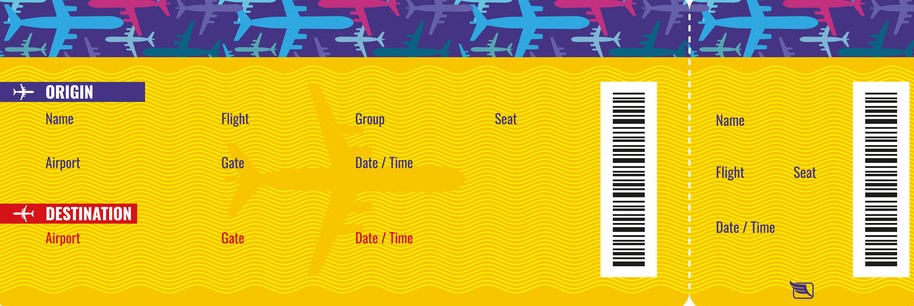 ORIGIN
Name Flight Group Seat
Airport Gate Date / Time
DESTINATION
Airport Gate Date / Time
Name
Flight Seat
Date / Time